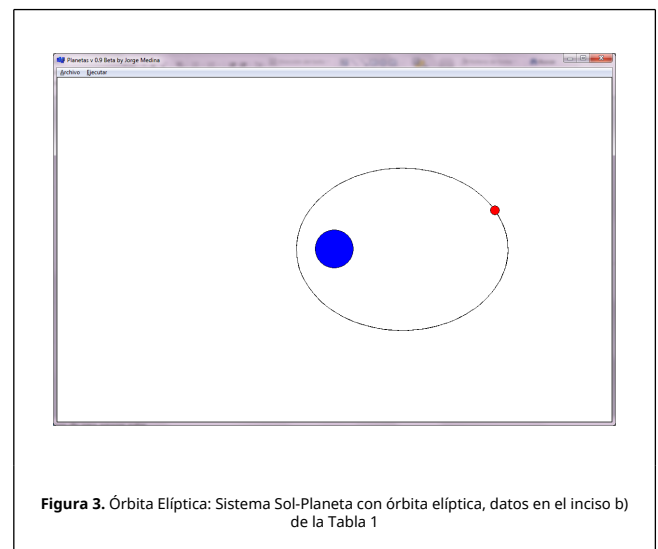 Planetas v 0.9 Beta by Jorge Medina
Archivo Ejecutar
Figura 3. Órbita Elíptica: Sistema Sol-Planeta con órbita elíptica, datos en el inciso b)
de la Tabla 1